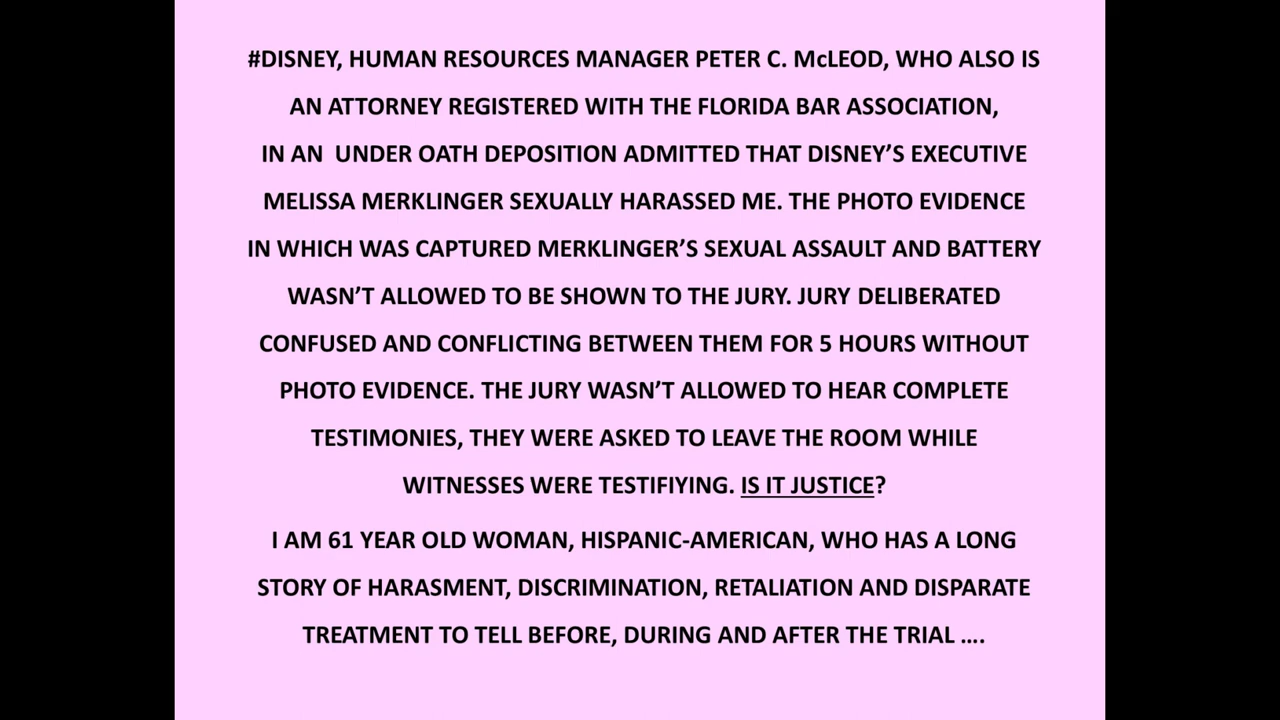 #DISNEY, HUMAN RESOURCES MANAGER PETER C. McLEOD, WHO ALSO IS
AN ATTORNEY REGISTERED WITH THE FLORIDA BAR ASSOCIATION,
IN AN  UNDER OATH DEPOSITION ADMITTED THAT DISNEY’S EXECUTIVE
MELISSA MERKLINGER SEXUALLY HARASSED ME. THE PHOTO EVIDENCE
IN WHICH WAS CAPTURED MERKLINGER’S SEXUAL ASSAULT AND BATTERY
WASN’T ALLOWED TO BE SHOWN TO THE JURY. JURY DELIBERATED
CONFUSED AND CONFLICTING BETWEEN THEM FOR 5 HOURS WITHOUT
PHOTO EVIDENCE. THE JURY WASN’T ALLOWED TO HEAR COMPLETE
TESTIMONIES, THEY WERE ASKED TO LEAVE THE ROOM WHILE
WITNESSES WERE TESTIFIYING. IS IT JUSTICE?
I AM 61 YEAR OLD WOMAN, HISPANIC-AMERICAN, WHO HAS A LONG
STORY OF HARASMENT, DISCRIMINATION, RETALIATION AND DISPARATE
TREATMENT TO TELL BEFORE, DURING AND AFTER THE TRIAL ….